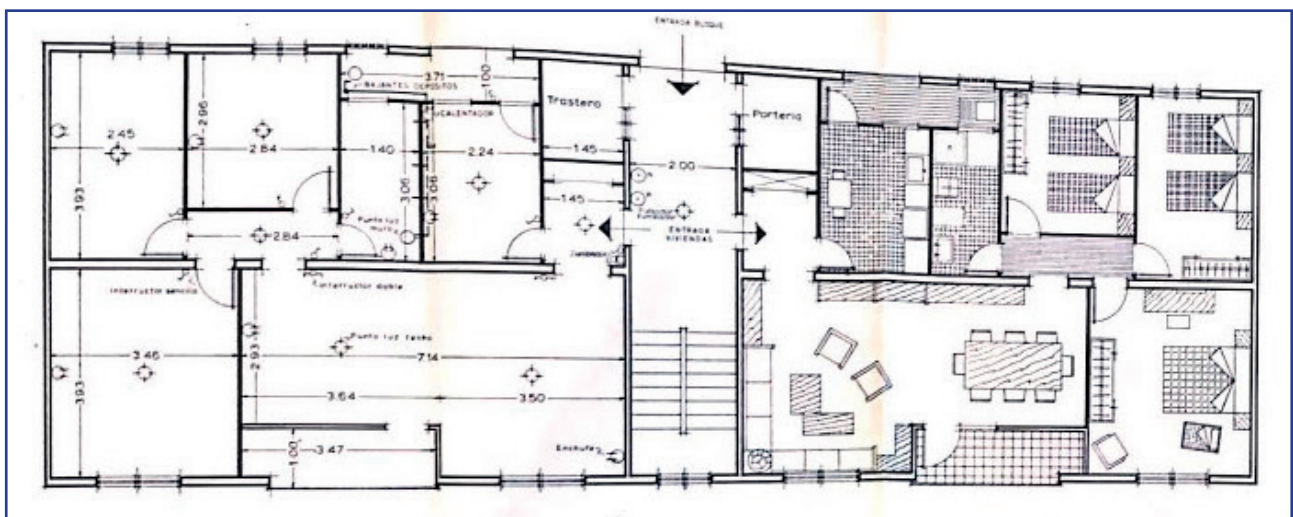 ENTRADA BLOQUE
3.71
1.00
BAJANTES DEPOSITOS
CALENTADOR
Trastero
Porteria
2.45
2.96
2.84
1.40
3.06
3.06
2.24
1.45
2.00
3.93
1.45
Punto luz
2.84
ENTRADA
VIVIENDAS
Interruptor sencillo
Interruptor doble
Punto luz techo
3.46
2.93
7.14
3.93
3.64
3.50
1.00
3.47
Enchufe